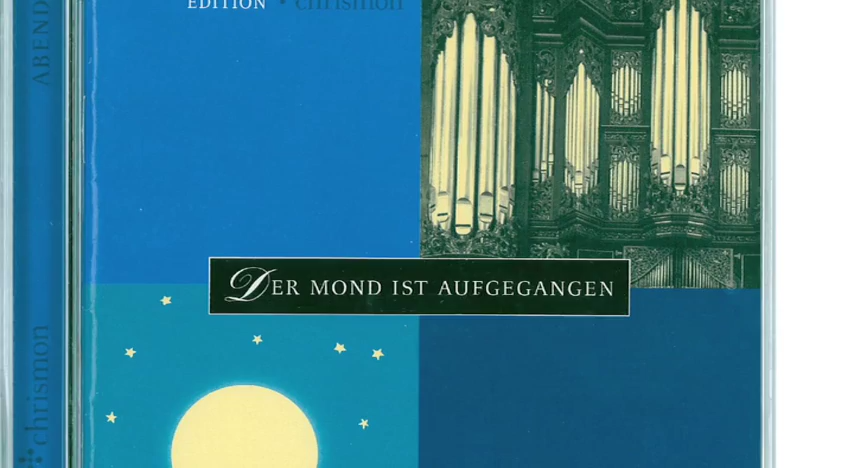 EDITION • chrismon
DER MOND IST AUFGEGANGEN
ABEND
chrismon